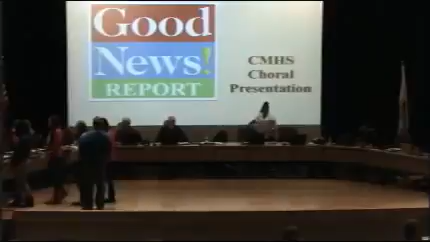 Good
News!
REPORT
CMHS
Choral
Presentation